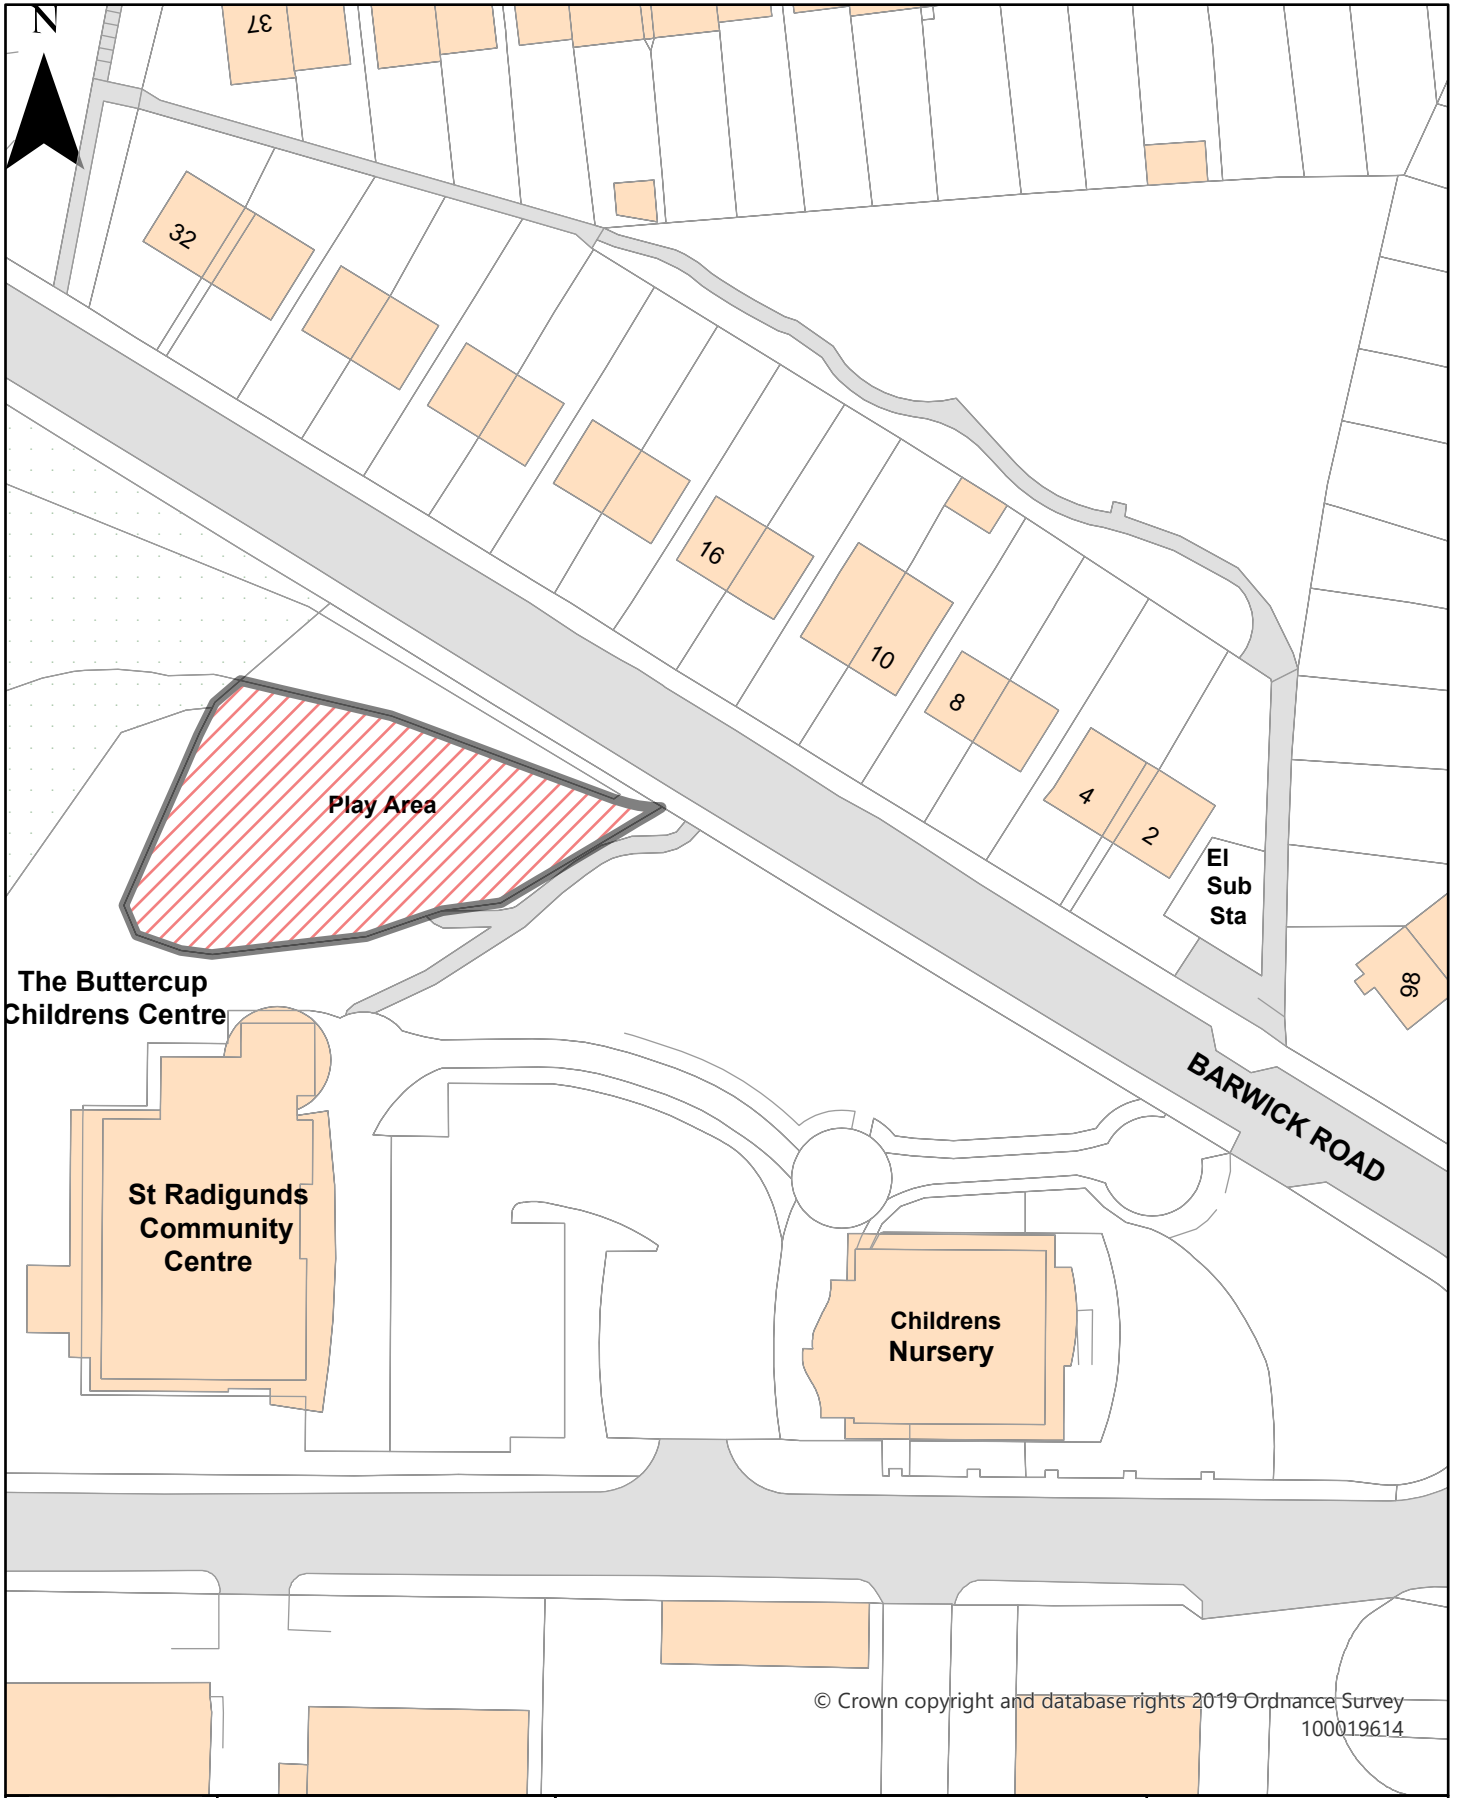 N
37
32
16
10
8
4
2
El
Sub
Sta
Play Area
98
The Buttercup
Childrens Centre
BARWICK ROAD
St Radigunds
Community
Centre
Childrens
Nursery
© Crown copyright and database rights 2019 Ordnance Survey
100019614